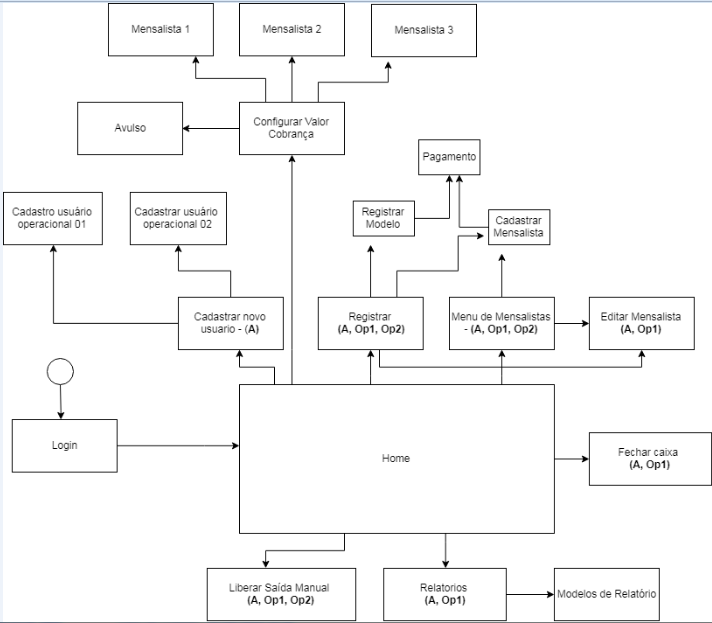 Mensalista 1
Mensalista 2
Mensalista 3
Avulso
Configurar Valor
Cobrança
Pagamento
Cadastro usuário
operacional 01
Cadastrar usuário
operacional 02
Registrar
Modelo
Cadastrar
Mensalista
Cadastrar novo
usuario - (A)
Registrar
(A, Op1, Op2)
Menu de Mensalistas
- (A, Op1, Op2)
Editar Mensalista
(A, Op1)
Login
Home
Fechar caixa
(A, Op1)
Liberar Saída Manual
(A, Op1, Op2)
Relatorios
(A, Op1)
Modelos de Relatório